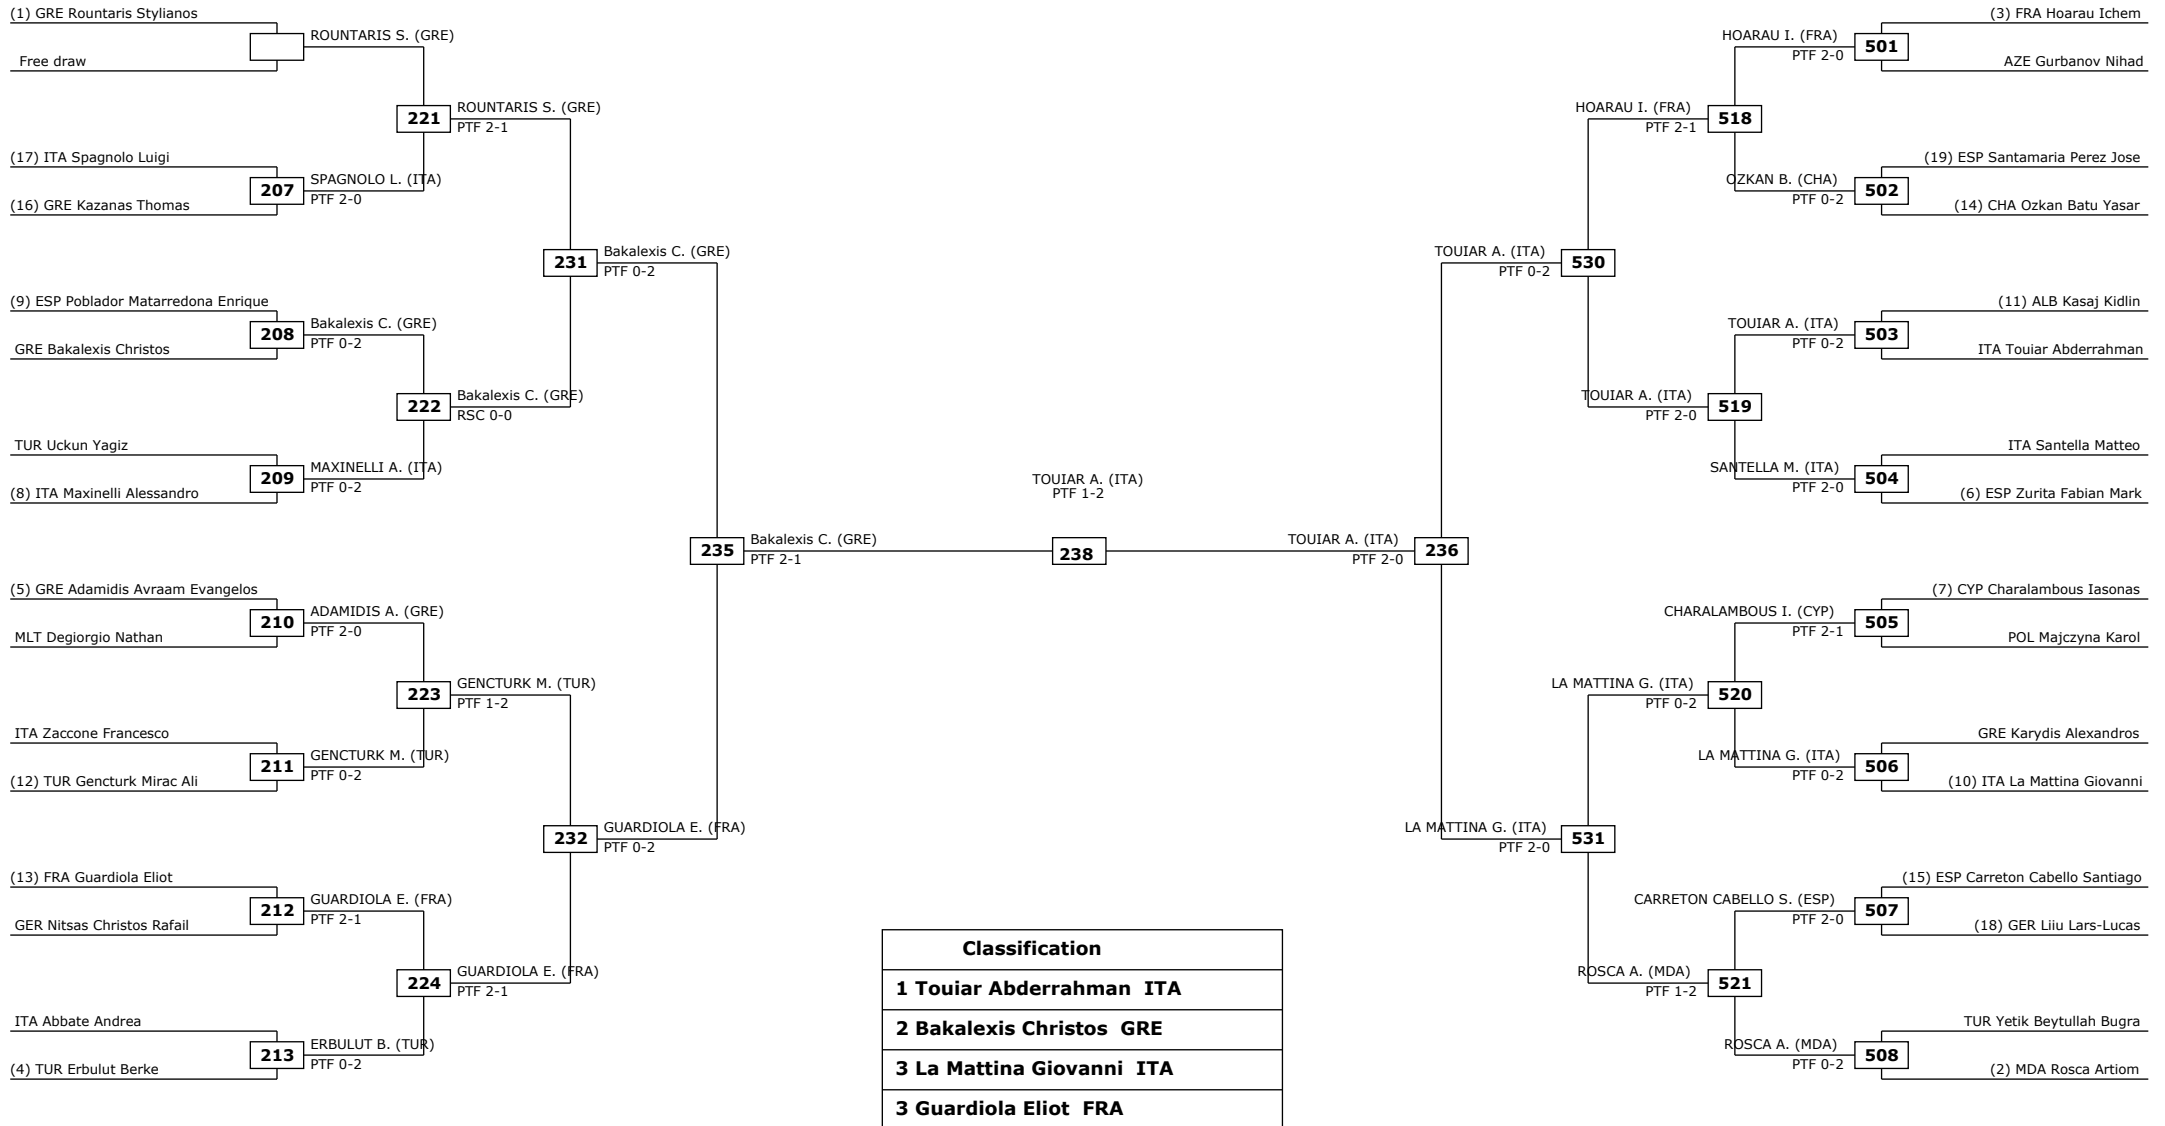 (1) GRE Rountaris Stylianos
Free draw
ROUNTARIS S. (GRE)
221
ROUNTARIS S. (GRE)
PTF 2-1
(17) ITA Spagnolo Luigi
207
SPAGNOLO L. (ITA)
PTF 2-0
(16) GRE Kazanas Thomas
231
Bakalexis C. (GRE)
PTF 0-2
(9) ESP Poblador Matarredona Enrique
208
Bakalexis C. (GRE)
PTF 0-2
GRE Bakalexis Christos
222
Bakalexis C. (GRE)
RSC 0-0
TUR Uckun Yagiz
209
MAXINELLI A. (ITA)
PTF 0-2
(8) ITA Maxinelli Alessandro
235
Bakalexis C. (GRE)
PTF 2-1
(5) GRE Adamidis Avraam Evangelos
210
ADAMIDIS A. (GRE)
PTF 2-0
MLT Degiorgio Nathan
223
GENCTURK M. (TUR)
PTF 1-2
ITA Zaccone Francesco
211
GENCTURK M. (TUR)
PTF 0-2
(12) TUR Gencturk Mirac Ali
232
GUARDIOLA E. (FRA)
PTF 0-2
(13) FRA Guardiola Eliot
212
GUARDIOLA E. (FRA)
PTF 2-1
GER Nitsas Christos Rafail
224
GUARDIOLA E. (FRA)
PTF 2-1
ITA Abbate Andrea
213
ERBULUT B. (TUR)
PTF 0-2
(4) TUR Erbulut Berke
TOUIAR A. (ITA)
PTF 1-2
238
(3) FRA Hoarau Ichem
HOARAU I. (FRA)
PTF 2-0
501
AZE Gurbanov Nihad
HOARAU I. (FRA)
PTF 2-1
518
(19) ESP Santamaria Perez Jose
OZKAN B. (CHA)
PTF 0-2
502
(14) CHA Ozkan Batu Yasar
TOUIAR A. (ITA)
PTF 0-2
530
(11) ALB Kasaj Kidlin
TOUIAR A. (ITA)
PTF 0-2
503
ITA Touiar Abderrahman
TOUIAR A. (ITA)
PTF 2-0
519
ITA Santella Matteo
SANTELLA M. (ITA)
PTF 2-0
504
(6) ESP Zurita Fabian Mark
TOUIAR A. (ITA)
PTF 2-0
236
(7) CYP Charalambous Iasonas
CHARALAMBOUS I. (CYP)
PTF 2-1
505
POL Majczyna Karol
LA MATTINA G. (ITA)
PTF 0-2
520
GRE Karydis Alexandros
LA MATTINA G. (ITA)
PTF 0-2
506
(10) ITA La Mattina Giovanni
LA MATTINA G. (ITA)
PTF 2-0
531
(15) ESP Carreton Cabello Santiago
CARRETON CABELLO S. (ESP)
PTF 2-0
507
(18) GER Liiu Lars-Lucas
ROSCA A. (MDA)
PTF 1-2
521
TUR Yetik Beytullah Bugra
ROSCA A. (MDA)
PTF 0-2
508
(2) MDA Rosca Artiom
Classification
1 Touiar Abderrahman ITA
2 Bakalexis Christos GRE
3 La Mattina Giovanni ITA
3 Guardiola Eliot FRA